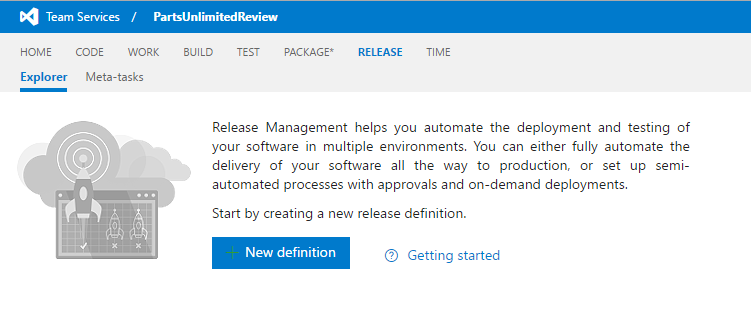 Team Services / PartsUnlimitedReview
HOME CODE WORK BUILD TEST PACKAGE* RELEASE TIME
Explorer Meta-tasks
Release Management helps you automate the deployment and testing of
your software in multiple environments. You can either fully automate the
delivery of your software all the way to production, or set up semi-
automated processes with approvals and on-demand deployments.
Start by creating a new release definition.
+ New definition ? Getting started